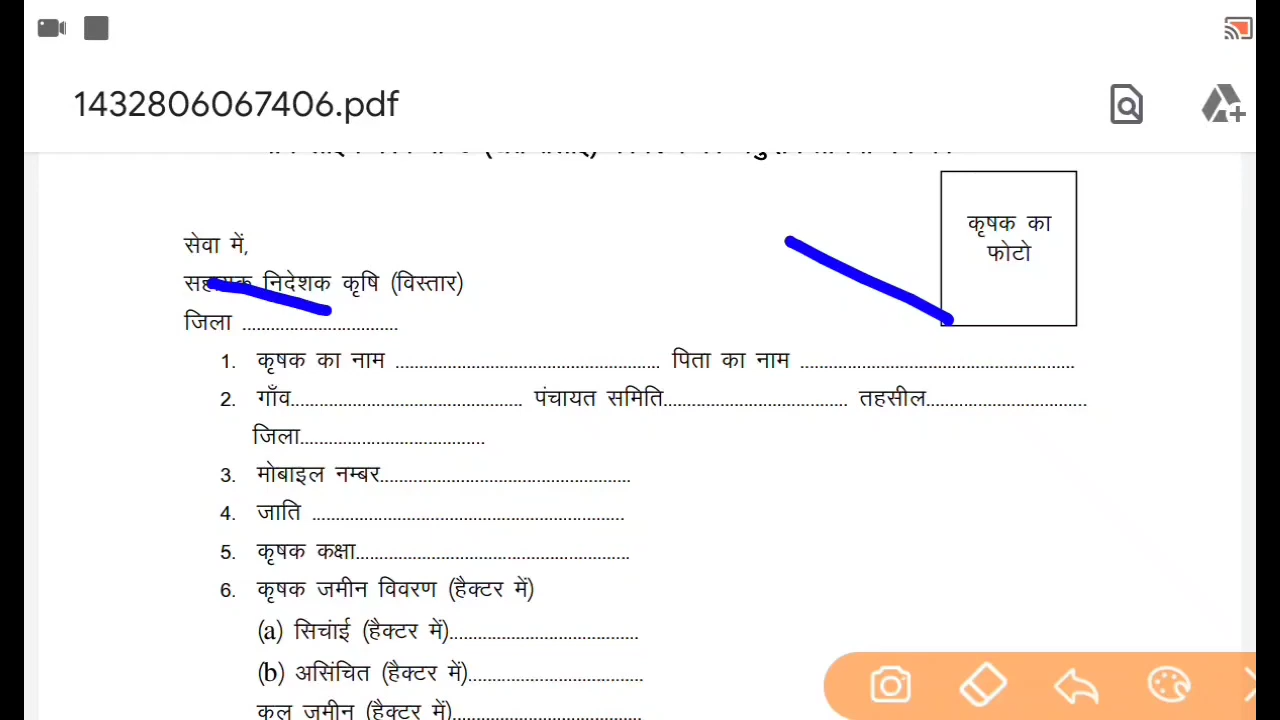 1432806067406.pdf
कृषक का
फोटो
सेवा में,
सहायक निदेशक कृषि (विस्तार)
जिला ................................
1. कृषक का नाम ...................................................... पिता का नाम ........................................................
2. गाँव............................................... पंचायत समिति...................................... तहसील.................................
जिला......................................
3. मोबाइल नम्बर...................................................
4. जाति ................................................................
5. कृषक कक्षा........................................................
6. कृषक जमीन विवरण (हैक्टर में)
(a) सिचांई (हैक्टर में).......................................
(b) असिंचित (हैक्टर में)....................................
कुल जमीन (हैक्टर में).......................................